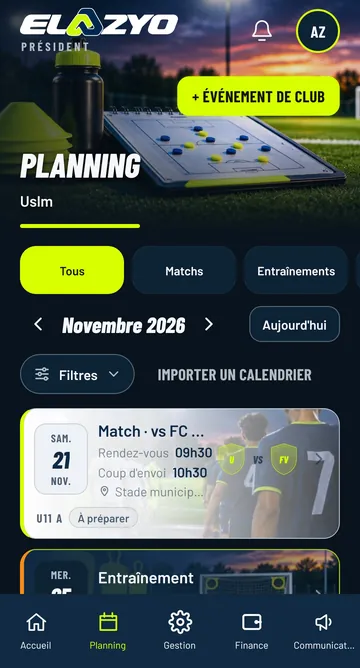 ELAZYO
PRÉSIDENT
AZ
+ ÉVÉNEMENT DE CLUB
PLANNING
Uslm
Tous
Matchs
Entraînements
Novembre 2026
Aujourd'hui
Filtres
IMPORTER UN CALENDRIER
SAM.
21
NOV.
Match · vs FC ...
Rendez-vous 09h30
Coup d'envoi 10h30
Stade municip...
U VS FV
U11 A
À préparer
MER.
Entraînement
Accueil
Planning
Gestion
Finance
Communicat...